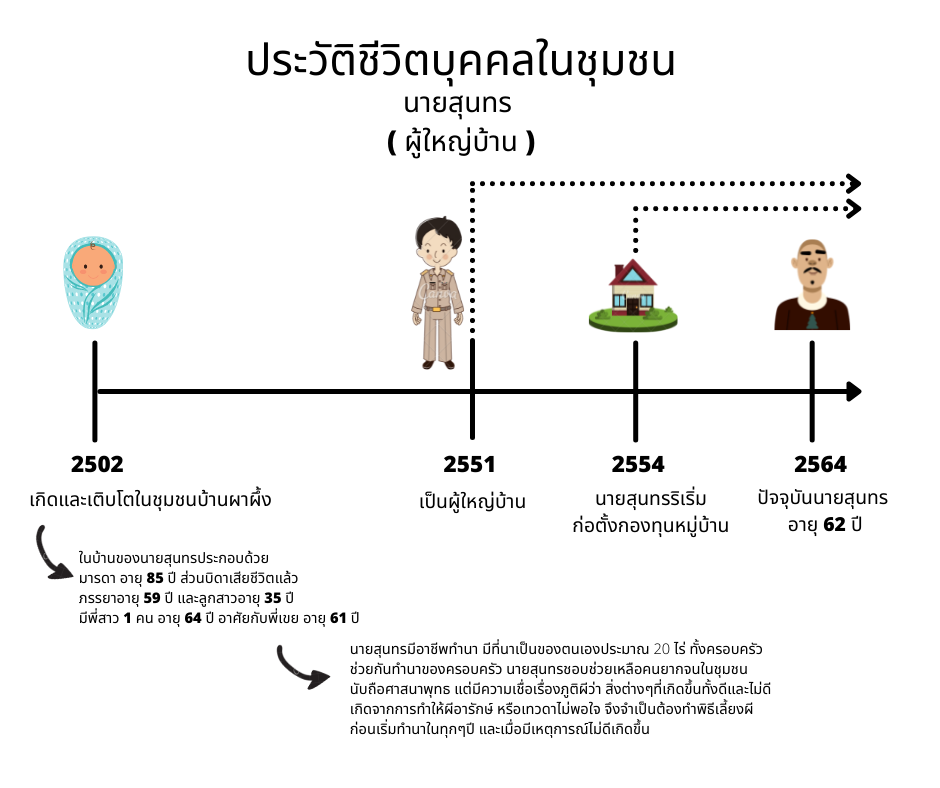 ประวัติชีวิตบุคคลในชุมชน
นายสุนทร
( ผู้ใหญ่บ้าน )
2502
เกิดและเติบโตในชุมชนบ้านผาผึ้ง
2551
เป็นผู้ใหญ่บ้าน
2554
นายสุนทรริเริ่ม
ก่อตั้งกองทุนหมู่บ้าน
2564
ปัจจุบันนายสุนทร
อายุ 62 ปี
ในบ้านของนายสุนทรประกอบด้วย
มารดา อายุ 85 ปี ส่วนบิดาเสียชีวิตแล้ว
ภรรยาอายุ 59 ปี และลูกสาวอายุ 35 ปี
มีพี่สาว 1 คน อายุ 64 ปี อาศัยกับพี่เขย อายุ 61 ปี
นายสุนทรมีอาชีพทำนา มีที่นาเป็นของตนเองประมาณ 20 ไร่ ทั้งครอบครัว
ช่วยกันทำนาของครอบครัว นายสุนทรชอบช่วยเหลือคนยากจนในชุมชน
นับถือศาสนาพุทธ แต่มีความเชื่อเรื่องภูติผีว่า สิ่งต่างๆที่เกิดขึ้นทั้งดีและไม่ดี
เกิดจากการทำให้ผีอารักษ์ หรือเทวดาไม่พอใจ จึงจำเป็นต้องทำพิธีเลี้ยงผี
ก่อนเริ่มทำนาในทุกๆปี และเมื่อมีเหตุการณ์ไม่ดีเกิดขึ้น